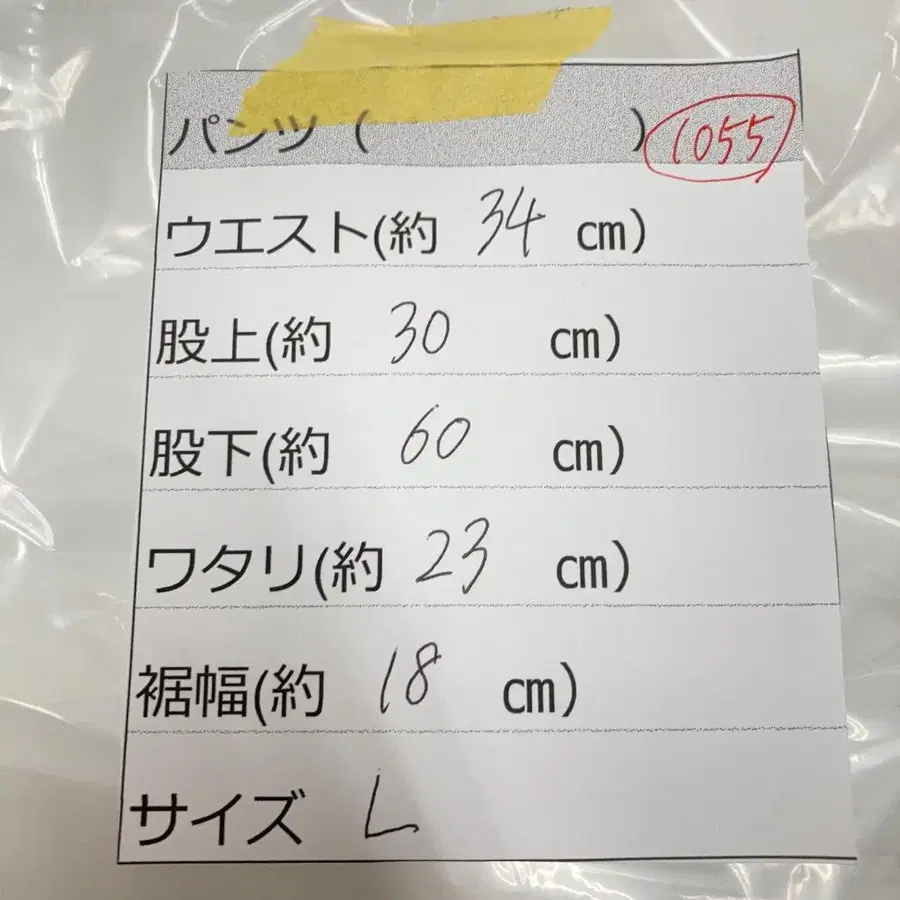 パンツ（　　　）1055
ウエスト(約 34 cm)
股上(約 30 cm)
股下(約 60 cm)
ワタリ(約 23 cm)
裾幅(約 18 cm)
サイズ L